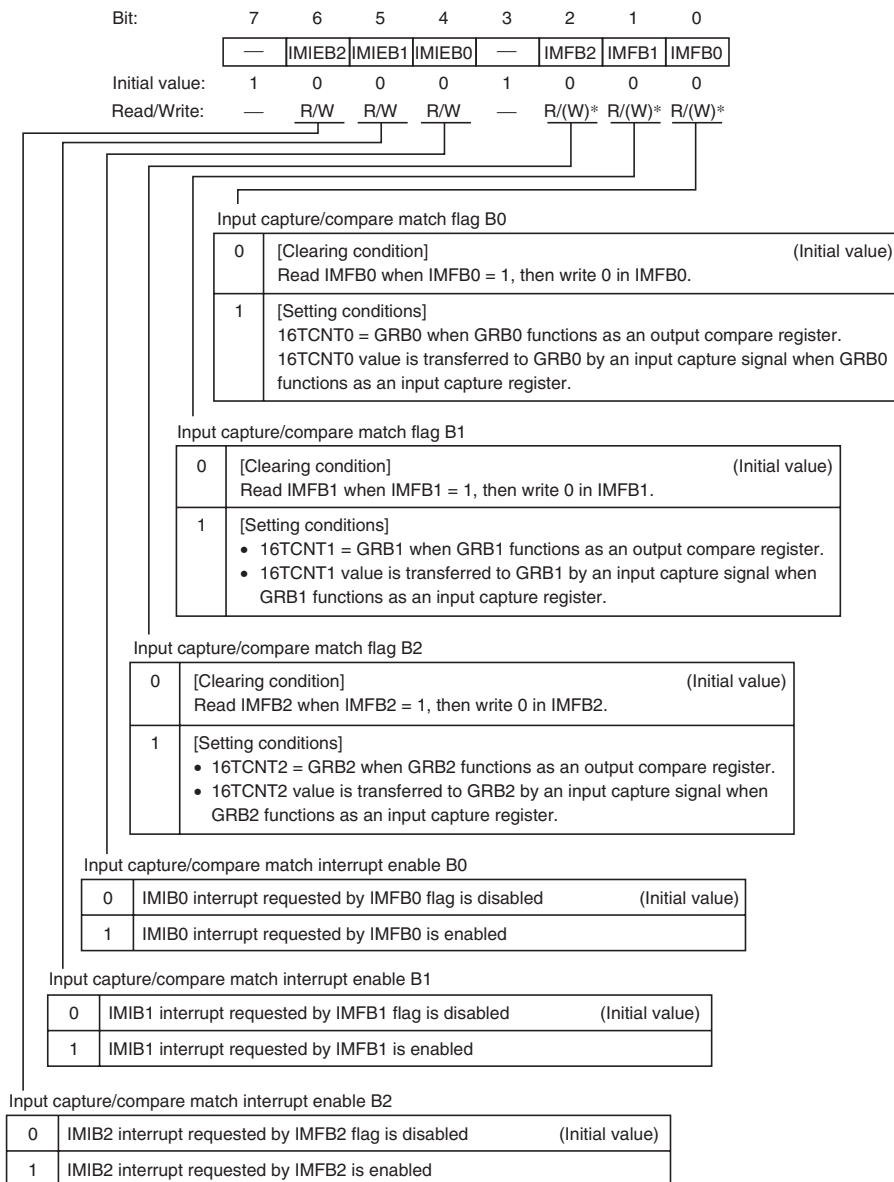 Bit: 7 6 5 4 3 2 1 0
— IMIEB2 IMIEB1 IMIEB0 — IMFB2 IMFB1 IMFB0
Initial value: 1 0 0 0 1 0 0 0
Read/Write: — R/W R/W R/W — R/(W)* R/(W)* R/(W)*
Input capture/compare match flag B0
0 [Clearing condition] (Initial value)
Read IMFB0 when IMFB0 = 1, then write 0 in IMFB0.
1 [Setting conditions]
16TCNT0 = GRB0 when GRB0 functions as an output compare register.
16TCNT0 value is transferred to GRB0 by an input capture signal when GRB0
functions as an input capture register.
Input capture/compare match flag B1
0 [Clearing condition] (Initial value)
Read IMFB1 when IMFB1 = 1, then write 0 in IMFB1.
1 [Setting conditions]
• 16TCNT1 = GRB1 when GRB1 functions as an output compare register.
• 16TCNT1 value is transferred to GRB1 by an input capture signal when
GRB1 functions as an input capture register.
Input capture/compare match flag B2
0 [Clearing condition] (Initial value)
Read IMFB2 when IMFB2 = 1, then write 0 in IMFB2.
1 [Setting conditions]
• 16TCNT2 = GRB2 when GRB2 functions as an output compare register.
• 16TCNT2 value is transferred to GRB2 by an input capture signal when
GRB2 functions as an input capture register.
Input capture/compare match interrupt enable B0
0 IMIB0 interrupt requested by IMFB0 flag is disabled (Initial value)
1 IMIB0 interrupt requested by IMFB0 is enabled
Input capture/compare match interrupt enable B1
0 IMIB1 interrupt requested by IMFB1 flag is disabled (Initial value)
1 IMIB1 interrupt requested by IMFB1 is enabled
Input capture/compare match interrupt enable B2
0 IMIB2 interrupt requested by IMFB2 flag is disabled (Initial value)
1 IMIB2 interrupt requested by IMFB2 is enabled